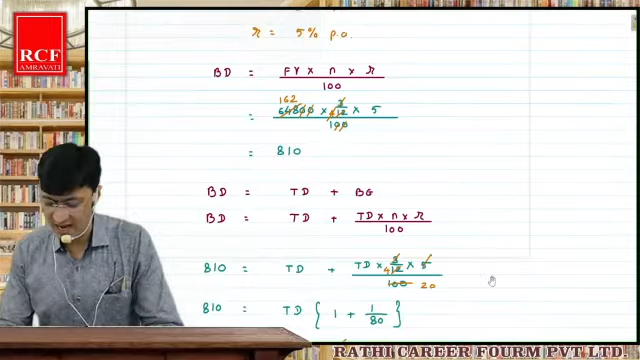 RCF
AMRAVATI
r = 5% p.a.
BD = FV × n × r
100
162
= 64800 × 3/12 × 5
4
100
= 810
BD = TD + BG
BD = TD + TD × n × r
100
810 = TD + TD × 3/12 × 5
4
100 20
810 = TD { 1 + 1/80 }
RATHI CAREER FOURM PVT LTD